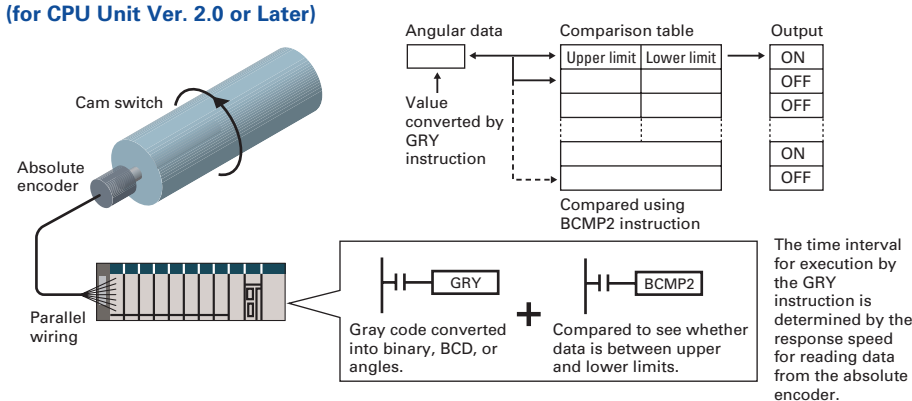 (for CPU Unit Ver. 2.0 or Later)
Cam switch
Absolute
encoder
Parallel
wiring
Angular data
Value
converted by
GRY
instruction
Comparison table
Upper limit Lower limit
Compared using
BCMP2 instruction
Output
ON
OFF
OFF
ON
OFF
GRY
Gray code converted
into binary, BCD, or
angles.
+
BCMP2
Compared to see whether
data is between upper
and lower limits.
The time interval
for execution by
the GRY
instruction is
determined by the
response speed
for reading data
from the absolute
encoder.